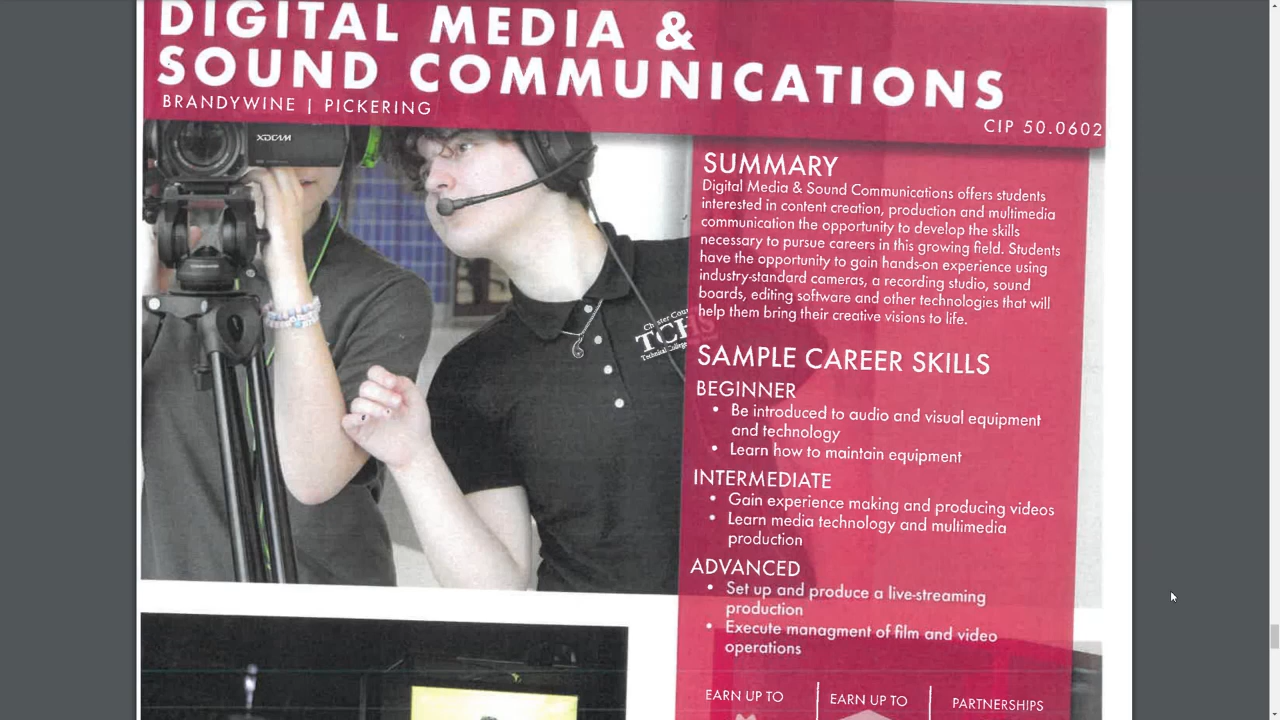 DIGITAL MEDIA &
SOUND COMMUNICATIONS
BRANDYWINE | PICKERING
CIP 50.0602
XDCAM
TCHS
Technical College
SUMMARY
Digital Media & Sound Communications offers students
interested in content creation, production and multimedia
communication the opportunity to develop the skills
necessary to pursue careers in this growing field. Students
have the opportunity to gain hands-on experience using
industry-standard cameras, a recording studio, sound
boards, editing software and other technologies that will
help them bring their creative visions to life.
SAMPLE CAREER SKILLS
BEGINNER
• Be introduced to audio and visual equipment
and technology
• Learn how to maintain equipment
INTERMEDIATE
• Gain experience making and producing videos
• Learn media technology and multimedia
production
ADVANCED
• Set up and produce a live-streaming
production
• Execute managment of film and video
operations
EARN UP TO
EARN UP TO
PARTNERSHIPS